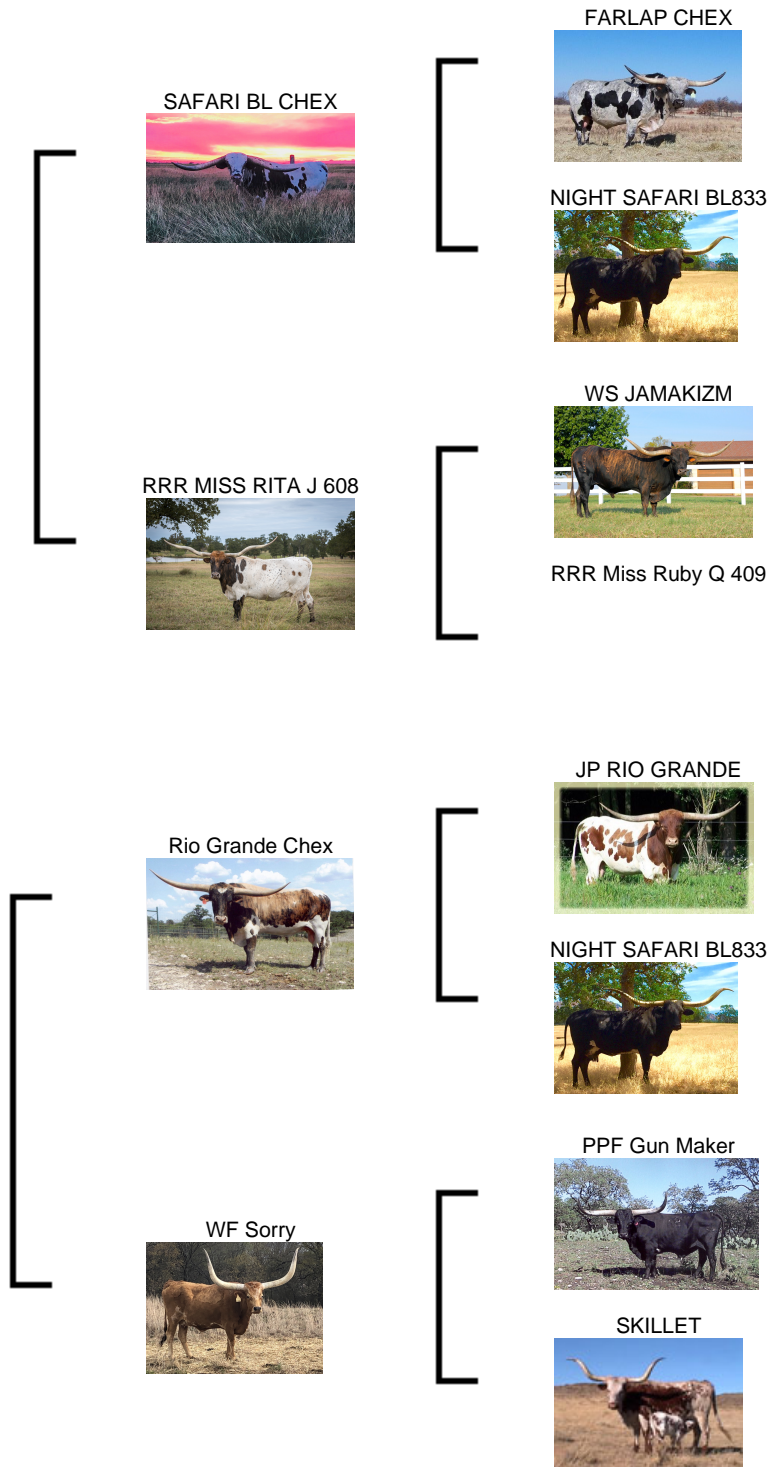 FARLAP CHEX
SAFARI BL CHEX
NIGHT SAFARI BL833
WS JAMAKIZM
RRR MISS RITA J 608
RRR Miss Ruby Q 409
JP RIO GRANDE
Rio Grande Chex
NIGHT SAFARI BL833
PPF Gun Maker
WF Sorry
SKILLET